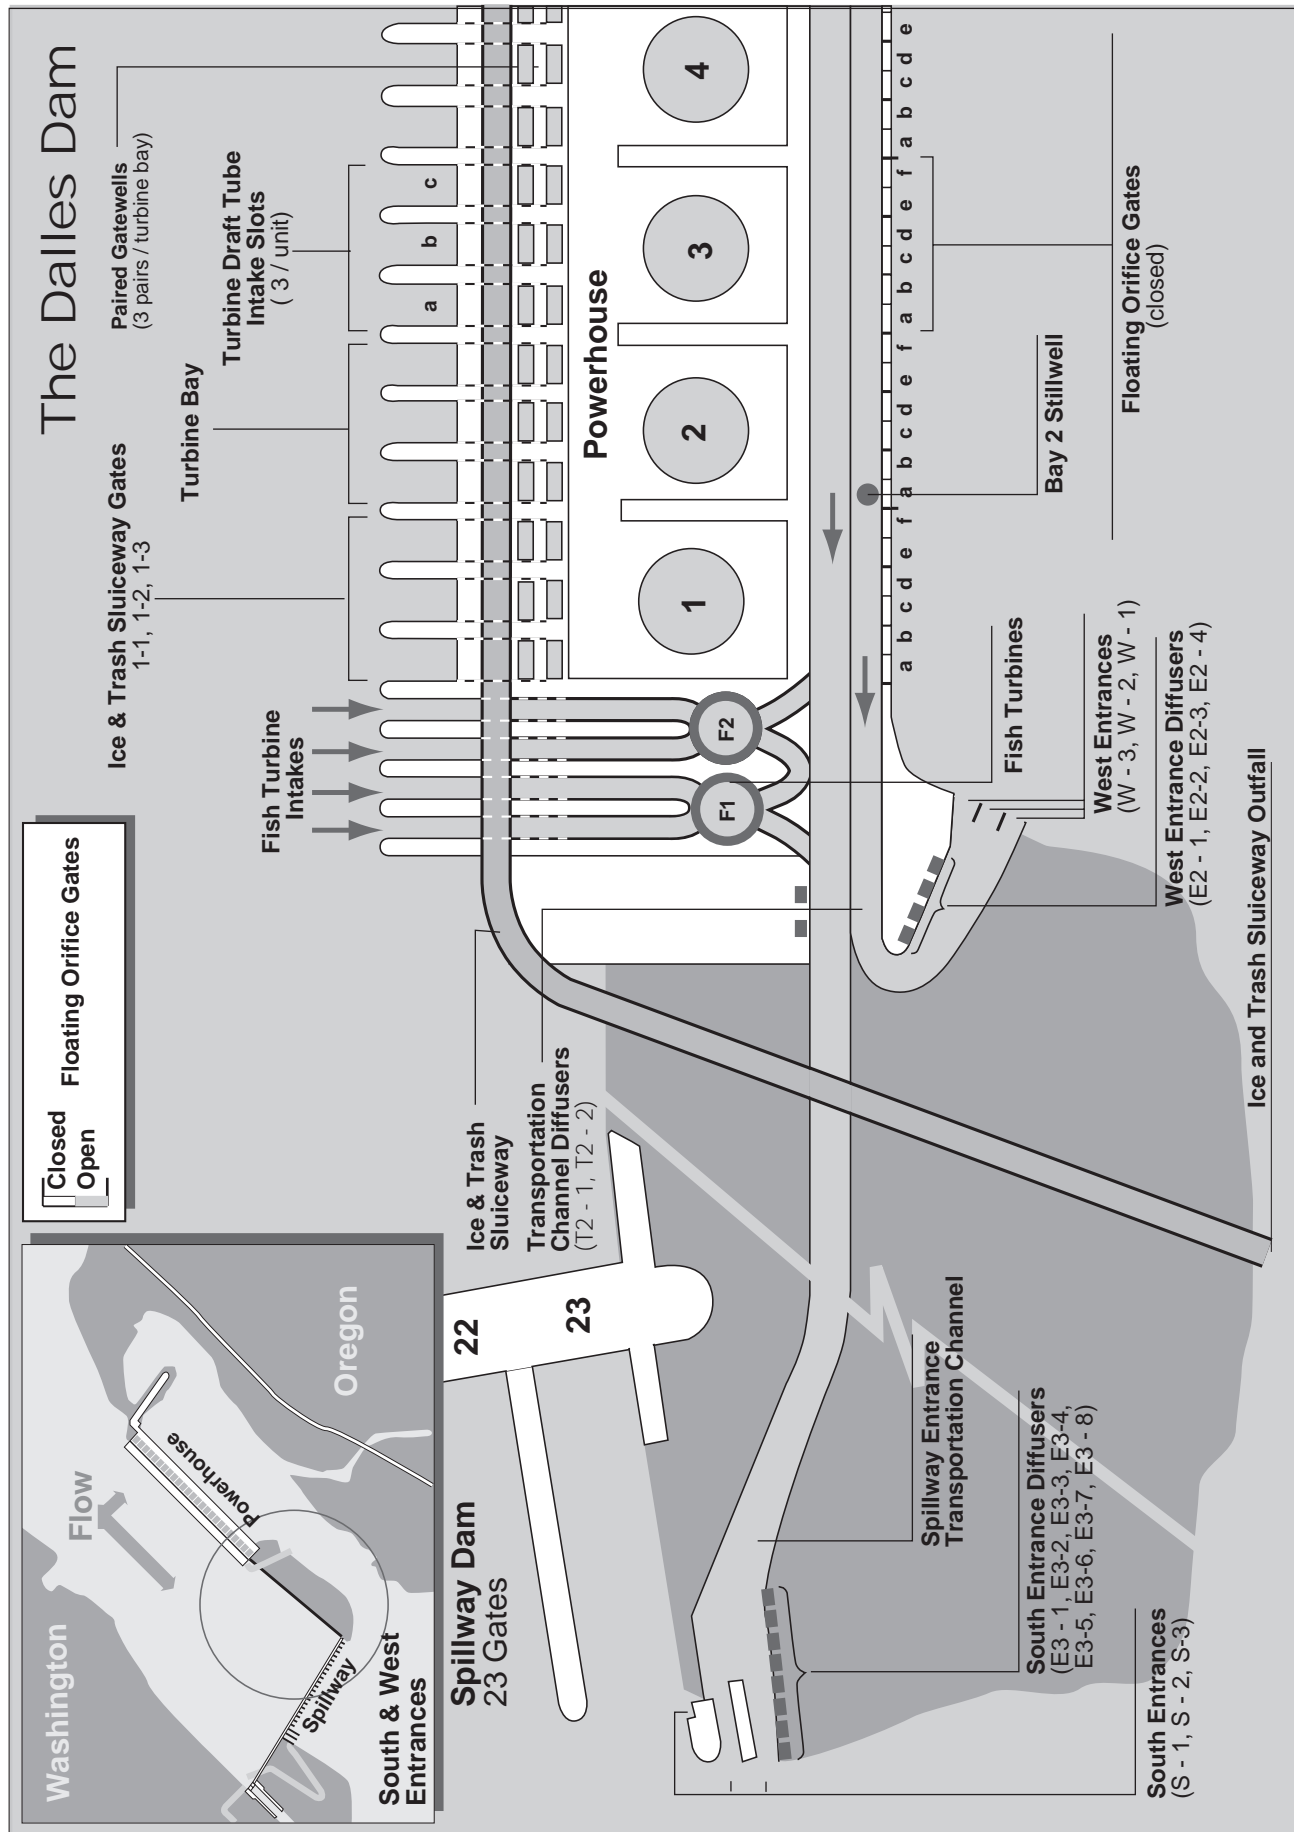 The Dalles Dam
Washington
Flow
Powerhouse
Oregon
Spillway
South & West
Entrances
Closed
Open
Floating Orifice Gates
Fish Turbine
Intakes
Ice & Trash Sluiceway Gates
1-1, 1-2, 1-3
Turbine Bay
Turbine Draft Tube
Intake Slots
( 3 / unit)
Paired Gatewells
(3 pairs / turbine bay)
a b c
Spillway Dam
23 Gates
22
23
Ice & Trash
Sluiceway
Transportation
Channel Diffusers
(T2 - 1, T2 - 2)
Powerhouse
F1
F2
1
2
3
4
a b c d e f a b c d e f a b c d e f a b c d e
Spillway Entrance
Transportation Channel
South Entrance Diffusers
(E3 - 1, E3-2, E3-3, E3-4,
E3-5, E3-6, E3-7, E3 - 8)
South Entrances
(S - 1, S - 2, S-3)
Fish Turbines
West Entrances
(W - 3, W - 2, W - 1)
West Entrance Diffusers
(E2 - 1, E2-2, E2-3, E2 - 4)
Ice and Trash Sluiceway Outfall
Bay 2 Stillwell
Floating Orifice Gates
(closed)